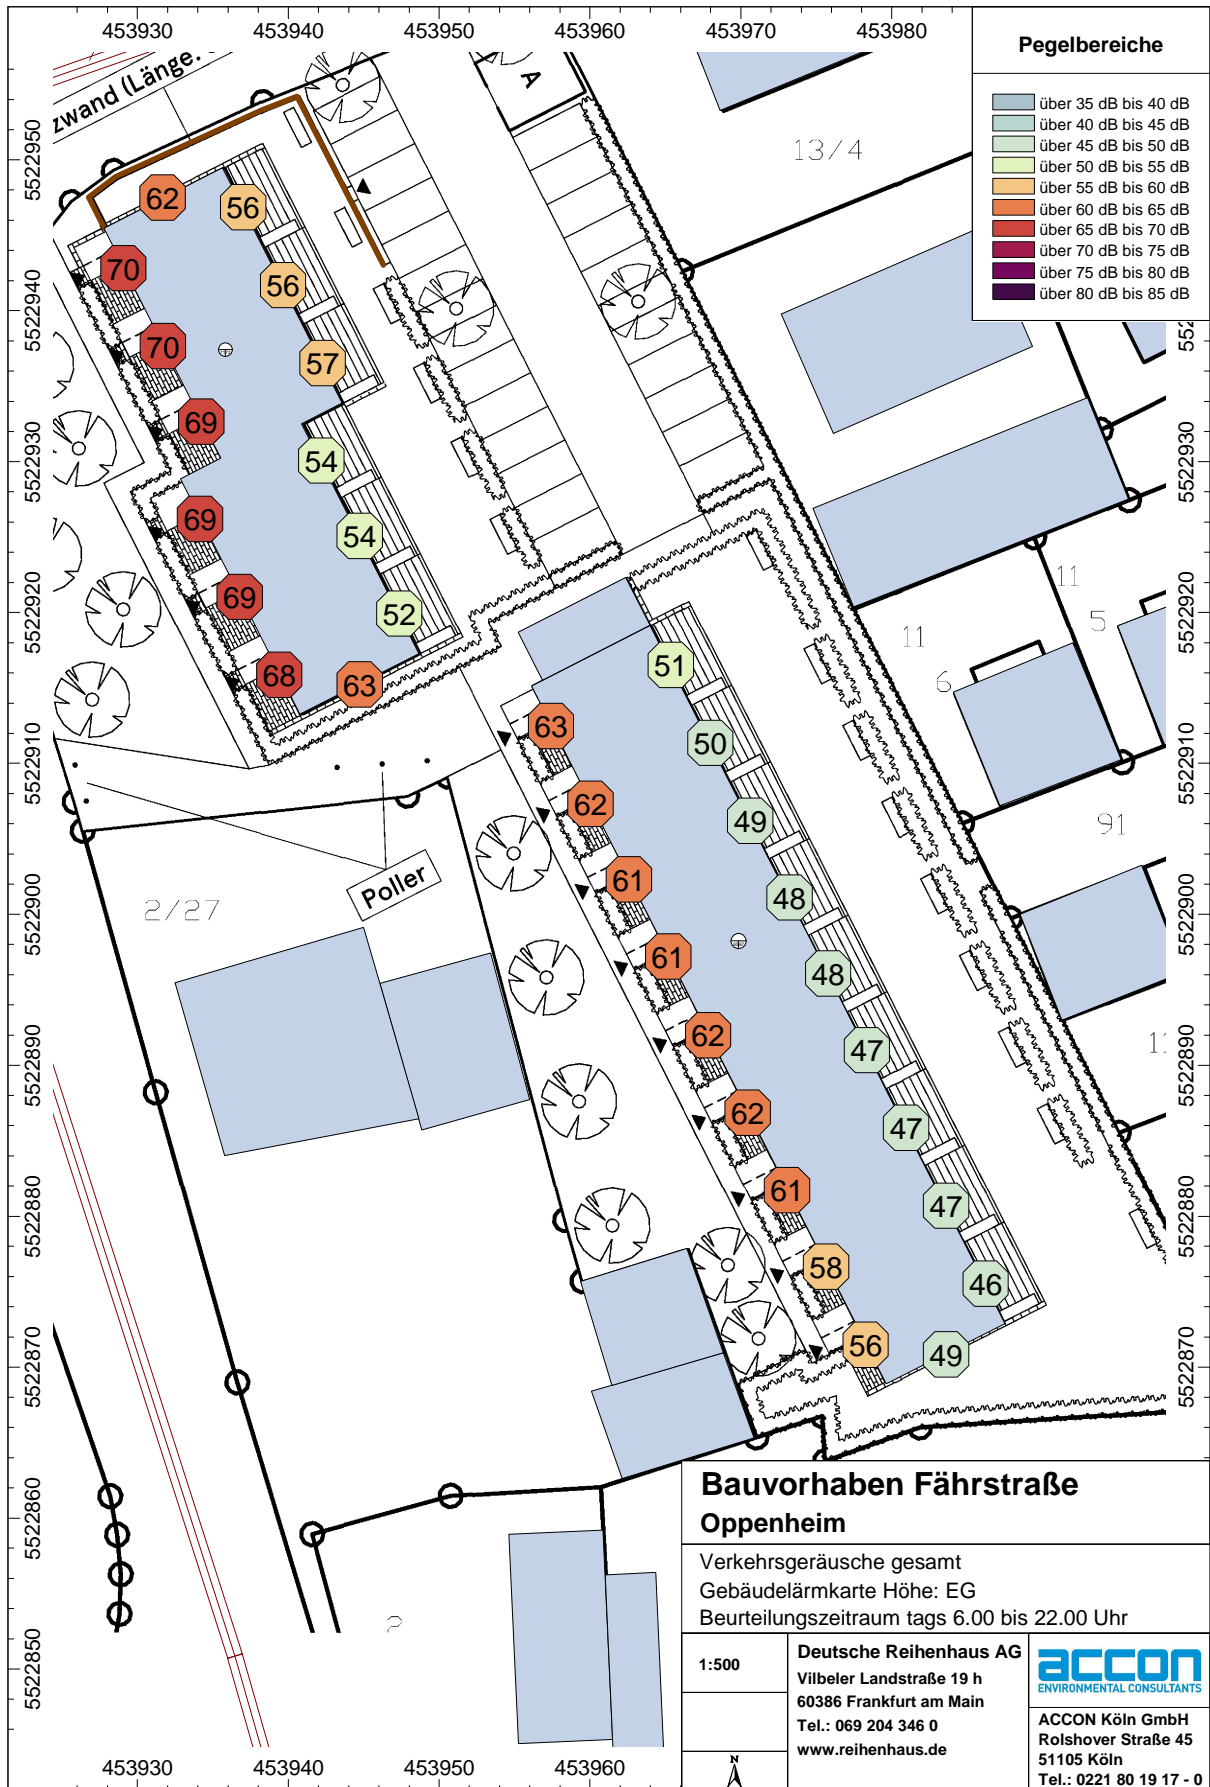 453930 453940 453950 453960 453970 453980
Pegelbereiche
über 35 dB bis 40 dB
über 40 dB bis 45 dB
über 45 dB bis 50 dB
über 50 dB bis 55 dB
über 55 dB bis 60 dB
über 60 dB bis 65 dB
über 65 dB bis 70 dB
über 70 dB bis 75 dB
über 75 dB bis 80 dB
über 80 dB bis 85 dB
zwand (Länge.
A
13/4
5522950
5522940
5522930
5522920
5522910
5522900
5522890
5522880
5522870
5522860
5522850
62
56
70
56
70
57
69
54
69
54
69
52
68
63
51
63
50
62
49
61
48
61
48
62
47
62
47
61
47
58
46
56
49
11
5
11
6
91
2/27
Poller
5522930
5522920
5522910
5522900
5522890
5522880
5522870
Bauvorhaben Fährstraße
Oppenheim
Verkehrsgeräusche gesamt
Gebäudelärmkarte Höhe: EG
Beurteilungszeitraum tags 6.00 bis 22.00 Uhr
1:500
Deutsche Reihenhaus AG
Vilbeler Landstraße 19 h
60386 Frankfurt am Main
Tel.: 069 204 346 0
www.reihenhaus.de
N
accon
ENVIRONMENTAL CONSULTANTS
ACCON Köln GmbH
Rolshover Straße 45
51105 Köln
Tel.: 0221 80 19 17 - 0
453930 453940 453950 453960